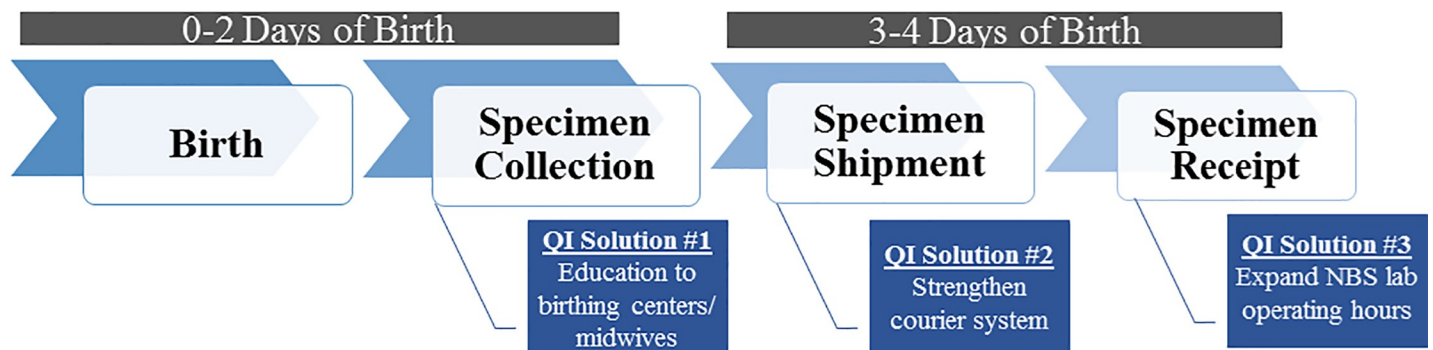 0-2 Days of Birth
3-4 Days of Birth
Birth
Specimen
Collection
Specimen
Shipment
Specimen
Receipt
QI Solution #1
Education to
birthing centers/
midwives
QI Solution #2
Strengthen
courier system
QI Solution #3
Expand NBS lab
operating hours